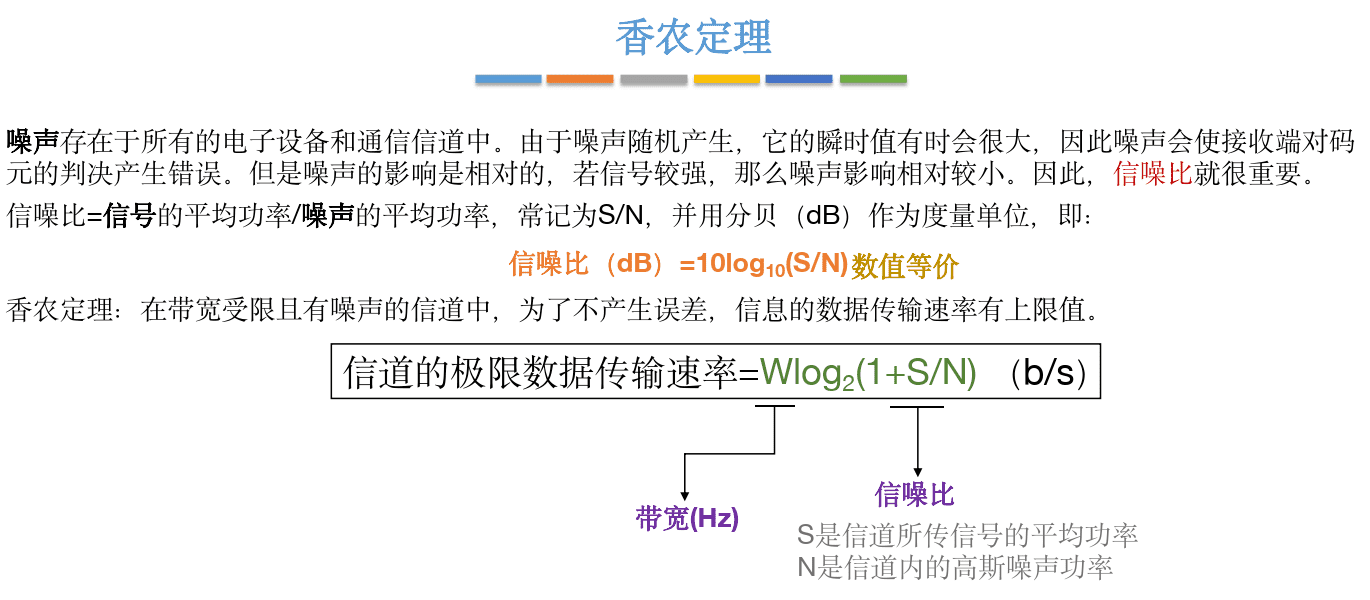 香农定理
噪声存在于所有的电子设备和通信信道中。由于噪声随机产生，它的瞬时值有时会很大，因此噪声会使接收端对码
元的判决产生错误。但是噪声的影响是相对的，若信号较强，那么噪声影响相对较小。因此，信噪比就很重要。
信噪比=信号的平均功率/噪声的平均功率，常记为S/N，并用分贝（dB）作为度量单位，即：
信噪比（dB）=10log₁₀(S/N) 数值等价
香农定理：在带宽受限且有噪声的信道中，为了不产生误差，信息的数据传输速率有上限值。
信道的极限数据传输速率=Wlog₂(1+S/N) （b/s）
信噪比
带宽(Hz)
S是信道所传信号的平均功率
N是信道内的高斯噪声功率